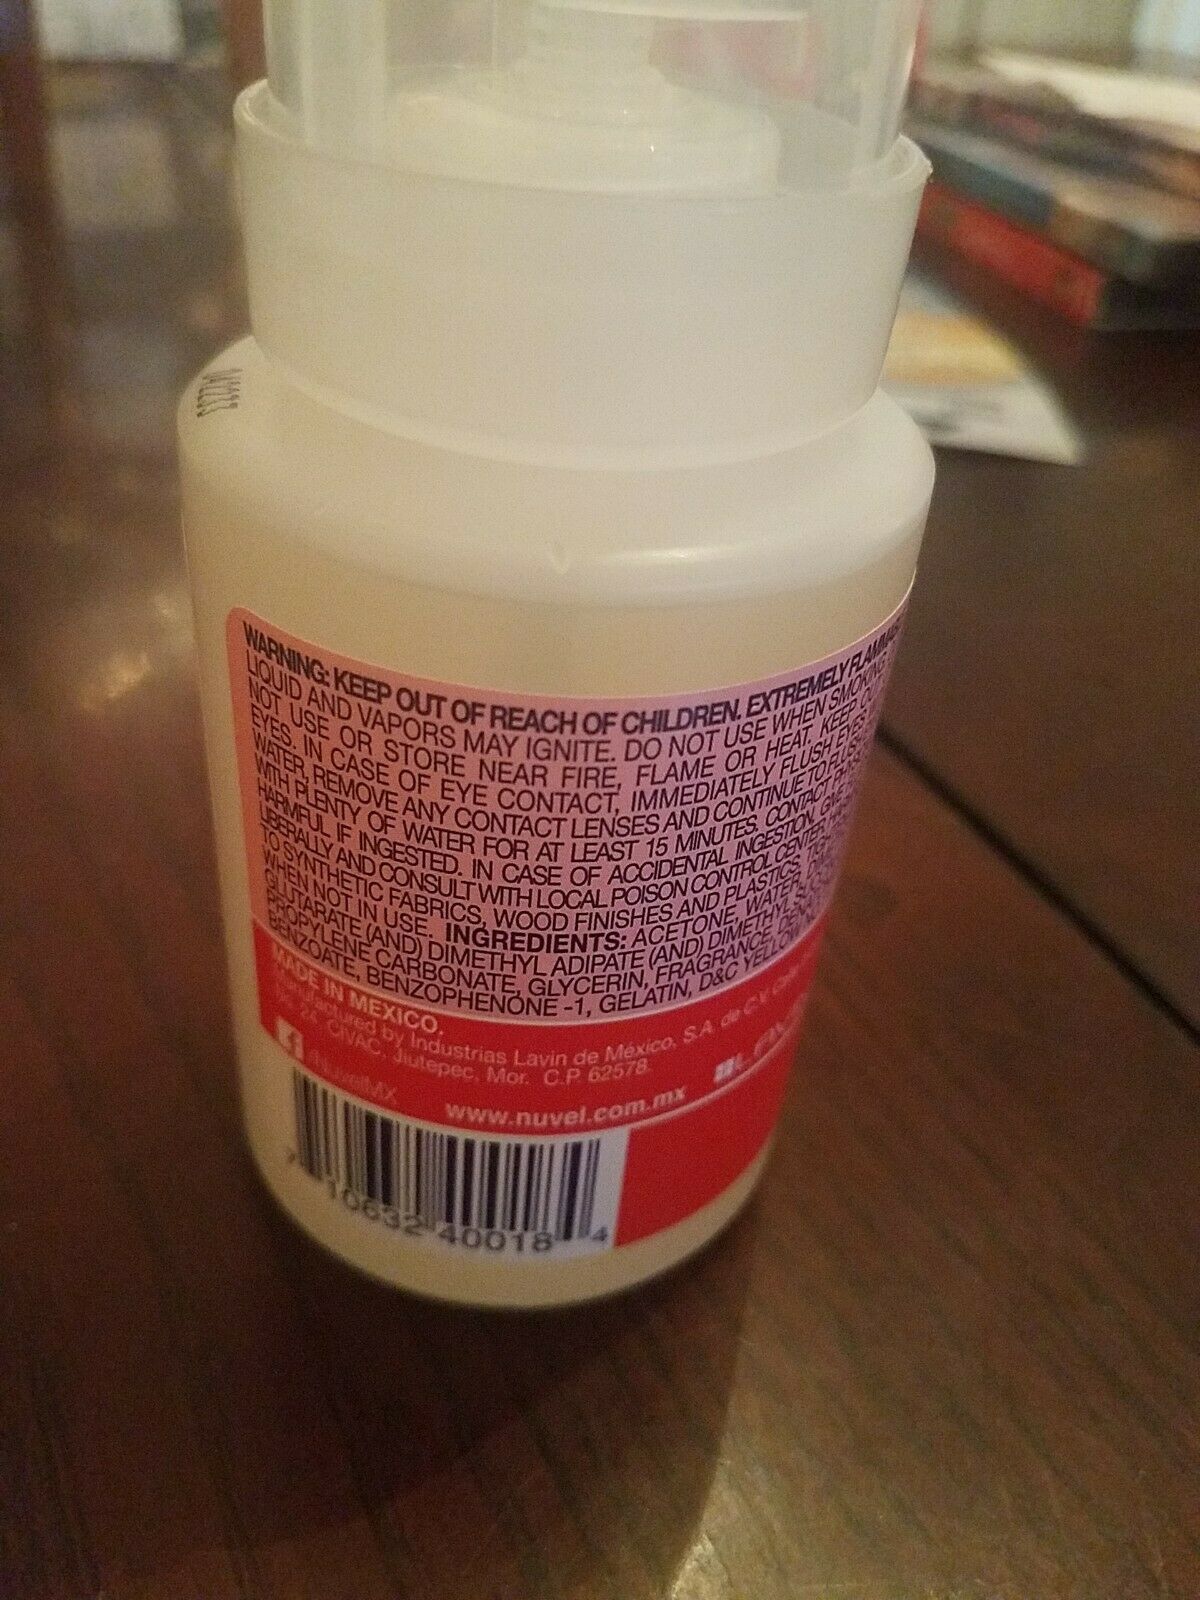 042233
WARNING: KEEP OUT OF REACH OF CHILDREN. EXTREMELY
LIQUID AND VAPORS MAY IGNITE. DO NOT USE WHEN SMOKING
NOT USE OR STORE NEAR FIRE, FLAME OR HEAT. KEEP OUT
EYES. IN CASE OF EYE CONTACT, IMMEDIATELY FLUSH EYES
WATER, REMOVE ANY CONTACT LENSES AND CONTINUE TO FLUSH
WITH PLENTY OF WATER FOR AT LEAST 15 MINUTES. CONTACT
HARMFUL IF INGESTED. IN CASE OF ACCIDENTAL INGESTION, GIVE
LIBERALLY AND CONSULT WITH LOCAL POISON CONTROL CENTER.
TO SYNTHETIC FABRICS, WOOD FINISHES AND PLASTICS.
WHEN NOT IN USE. INGREDIENTS: ACETONE, WATER,
GLUTARATE (AND) DIMETHYL ADIPATE (AND) DIMETHYL
PROPYLENE CARBONATE, GLYCERIN, FRAGRANCE,
BENZOATE, BENZOPHENONE -1, GELATIN, D&C YELLOW
MADE IN MEXICO.
Manufactured by Industrias Lavin de México, S.A. de C.V.
24, CIVAC, Jiutepec, Mor. C.P. 62578.
/NuvelMX
www.nuvel.com.mx
7 10632 40018 4